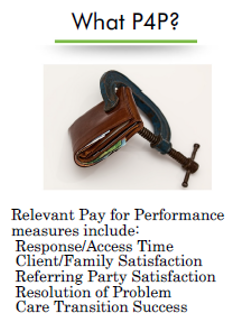 What P4P?
Relevant Pay for Performance
measures include:
Response/Access Time
Client/Family Satisfaction
Referring Party Satisfaction
Resolution of Problem
Care Transition Success